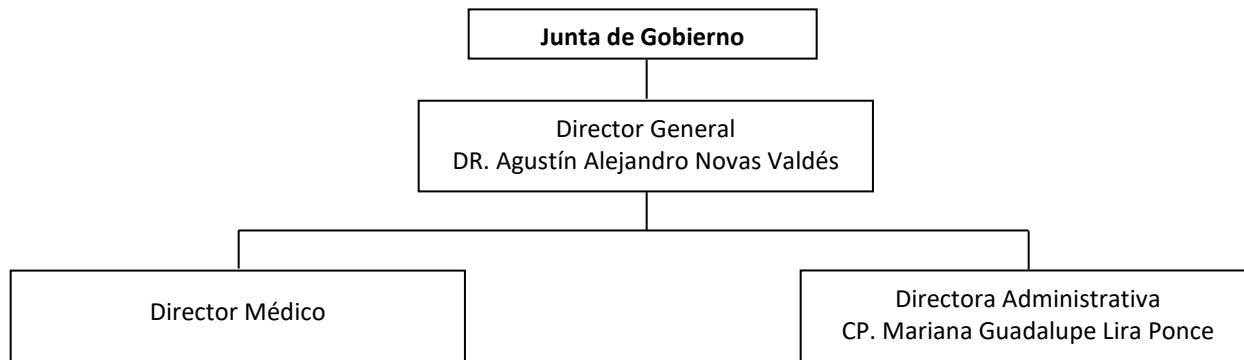 Junta de Gobierno
Director General
DR. Agustín Alejandro Novas Valdés
Director Médico
Directora Administrativa
CP. Mariana Guadalupe Lira Ponce